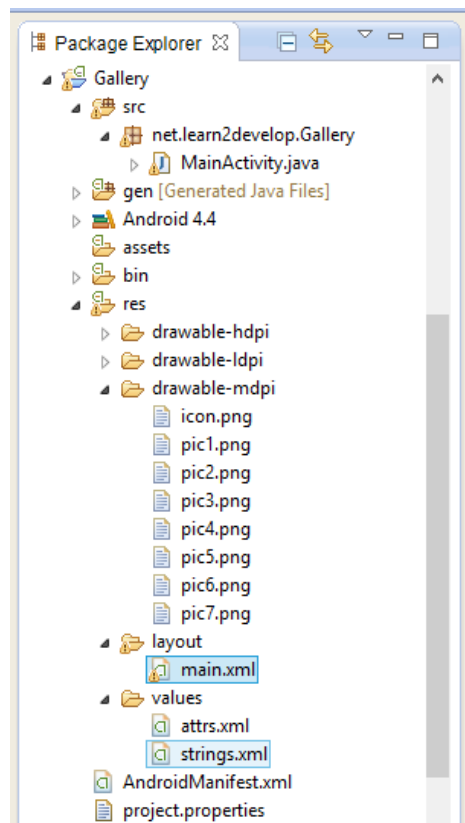 Package Explorer
Gallery
src
net.learn2develop.Gallery
MainActivity.java
gen [Generated Java Files]
Android 4.4
assets
bin
res
drawable-hdpi
drawable-ldpi
drawable-mdpi
icon.png
pic1.png
pic2.png
pic3.png
pic4.png
pic5.png
pic6.png
pic7.png
layout
main.xml
values
attrs.xml
strings.xml
AndroidManifest.xml
project.properties